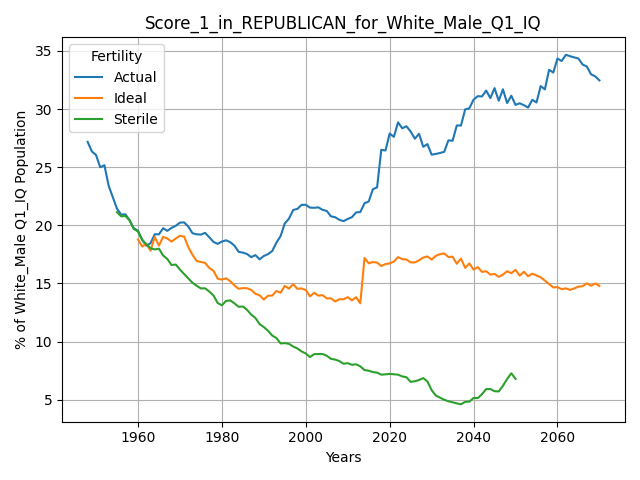 Score_1_in_REPUBLICAN_for_White_Male_Q1_IQ
% of White_Male Q1_IQ Population
35
30
25
20
15
10
5
Fertility
Actual
Ideal
Sterile
1960 1980 2000 2020 2040 2060
Years